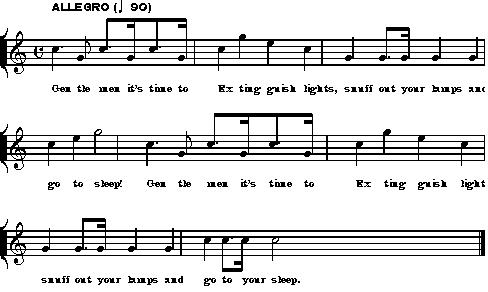 ALLEGRO (♩ 90)
Gen tle men it's time to Ex ting guish lights, snuff out your lamps and
go to sleep! Gen tle men it's time to Ex ting guish light
snuff out your lamps and go to your sleep.